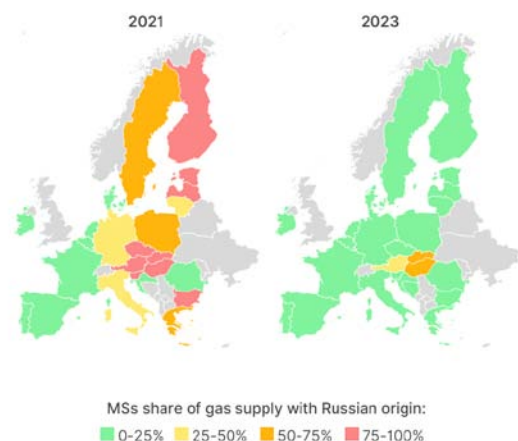 2021
2023
MSs share of gas supply with Russian origin:
0-25% 25-50% 50-75% 75-100%